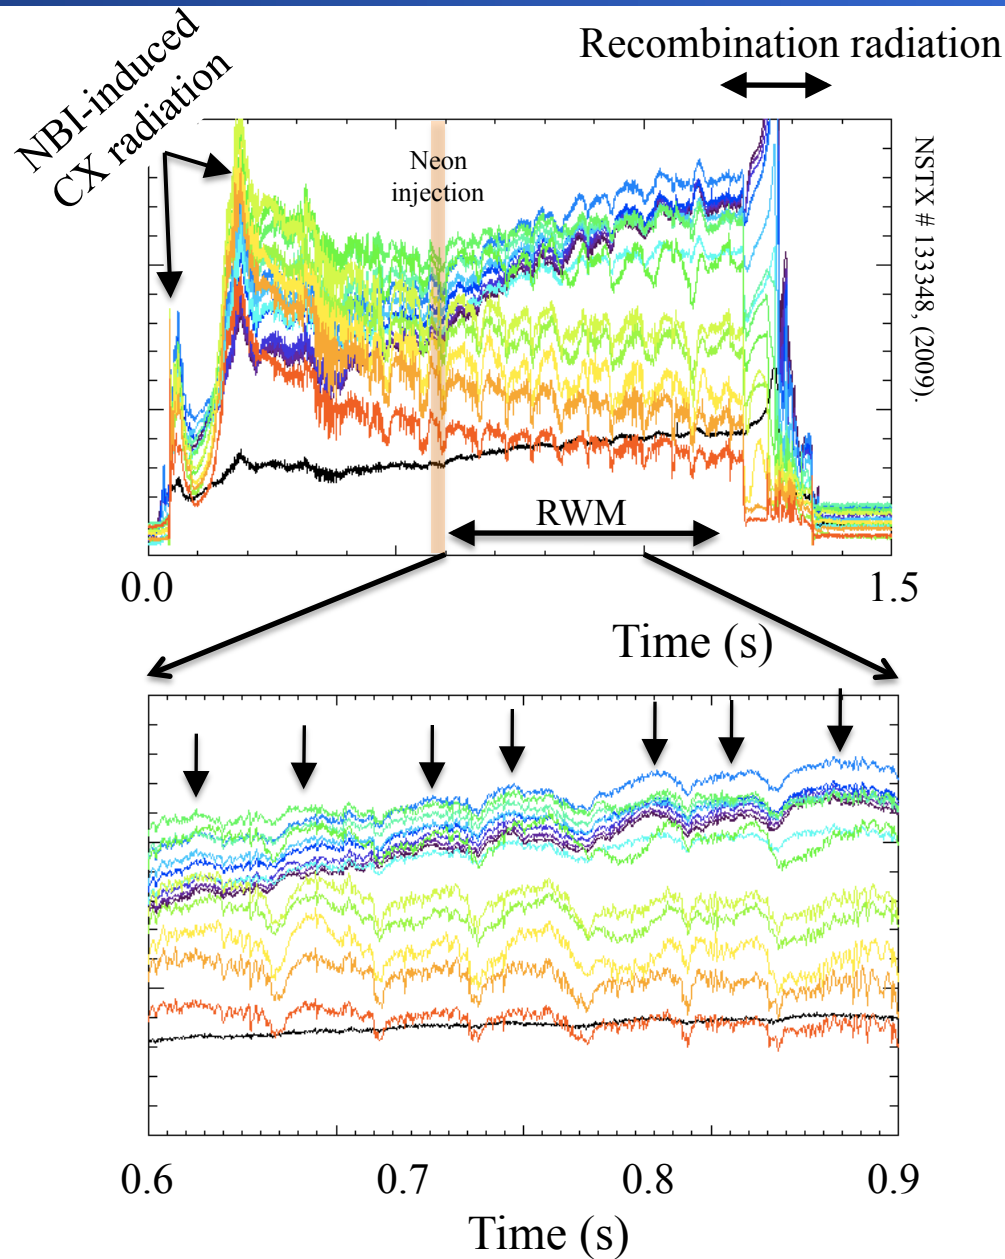 NBI-induced
CX radiation
Recombination radiation
Neon
injection
NSTX # 133348, (2009).
RWM
0.0
1.5
Time (s)
0.6
0.7
0.8
0.9
Time (s)